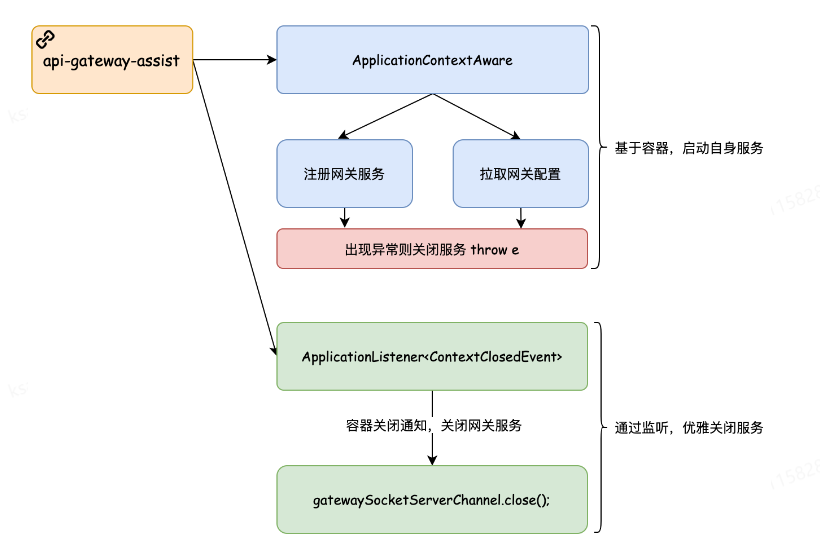 api-gateway-assist
ApplicationContextAware
注册网关服务
拉取网关配置
基于容器，启动自身服务
出现异常则关闭服务 throw e
ApplicationListener<ContextClosedEvent>
容器关闭通知，关闭网关服务
通过监听，优雅关闭服务
gatewaySocketServerChannel.close();
ks
ks